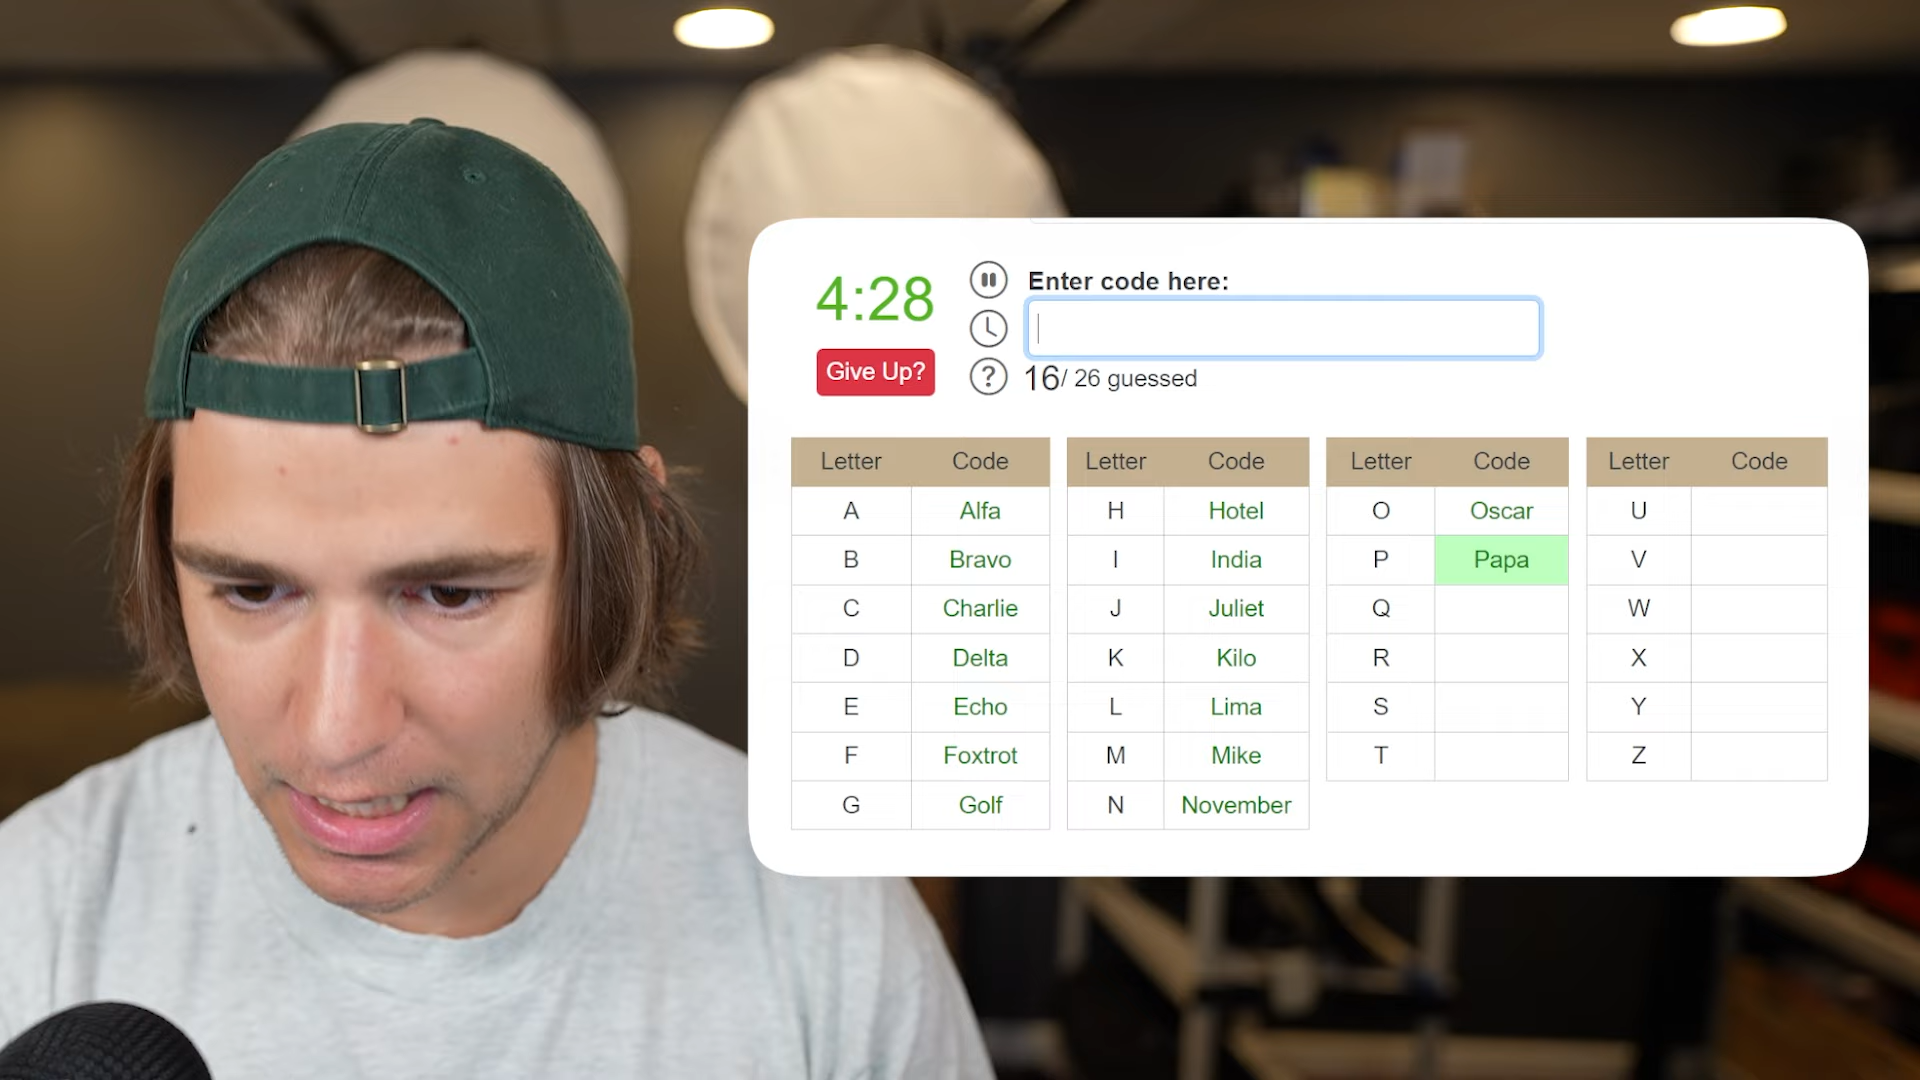 4:28
Give Up?
Enter code here:
?
16/ 26 guessed
Letter Code Letter Code Letter Code Letter Code
A Alfa H Hotel O Oscar U
B Bravo I India P Papa V
C Charlie J Juliet Q W
D Delta K Kilo R X
E Echo L Lima S Y
F Foxtrot M Mike T Z
G Golf N November